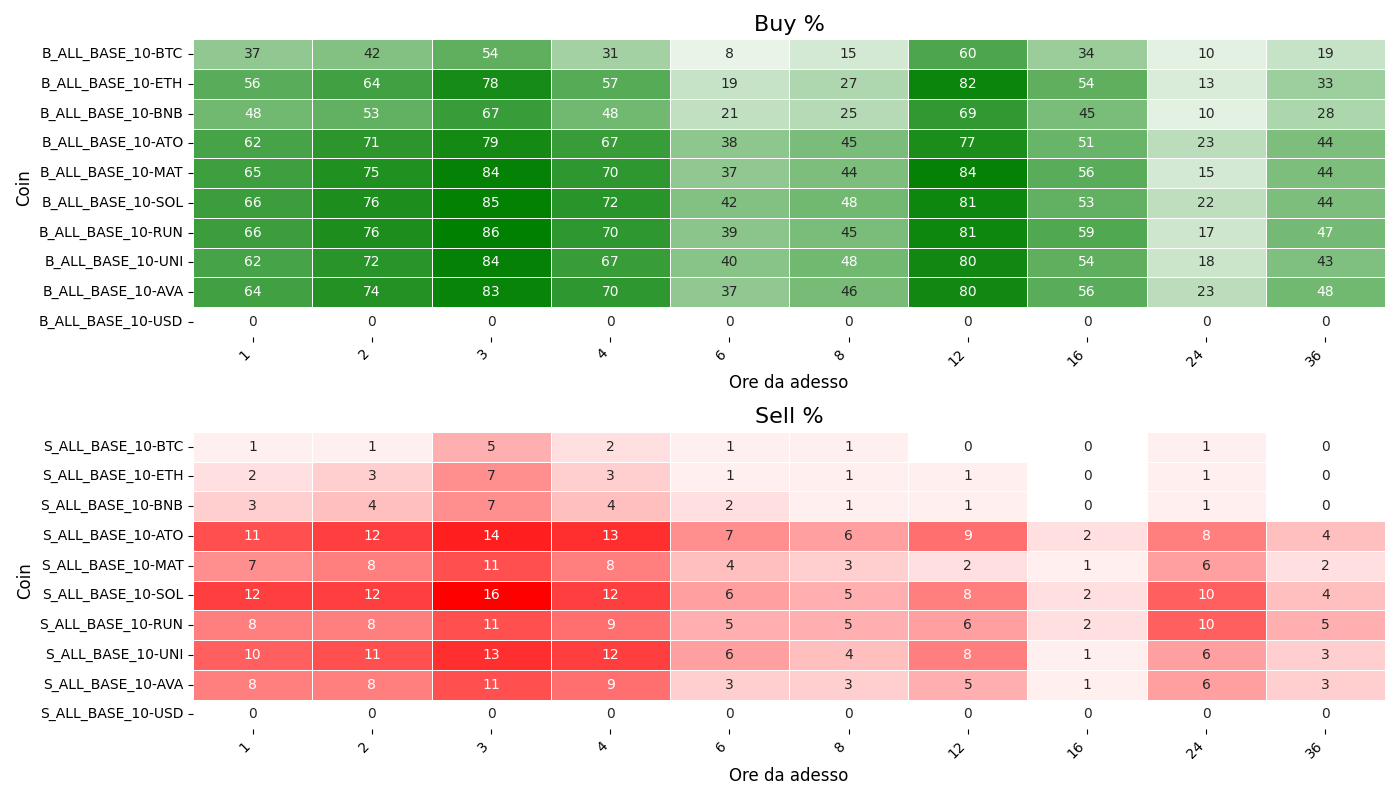 Buy %
Coin
B_ALL_BASE_10-BTC 37 42 54 31 8 15 60 34 10 19
B_ALL_BASE_10-ETH 56 64 78 57 19 27 82 54 13 33
B_ALL_BASE_10-BNB 48 53 67 48 21 25 69 45 10 28
B_ALL_BASE_10-ATO 62 71 79 67 38 45 77 51 23 44
B_ALL_BASE_10-MAT 65 75 84 70 37 44 84 56 15 44
B_ALL_BASE_10-SOL 66 76 85 72 42 48 81 53 22 44
B_ALL_BASE_10-RUN 66 76 86 70 39 45 81 59 17 47
B_ALL_BASE_10-UNI 62 72 84 67 40 48 80 54 18 43
B_ALL_BASE_10-AVA 64 74 83 70 37 46 80 56 23 48
B_ALL_BASE_10-USD 0 0 0 0 0 0 0 0 0 0
1 2 3 4 6 8 12 16 24 36
Ore da adesso
Sell %
Coin
S_ALL_BASE_10-BTC 1 1 5 2 1 1 0 0 1 0
S_ALL_BASE_10-ETH 2 3 7 3 1 1 1 0 1 0
S_ALL_BASE_10-BNB 3 4 7 4 2 1 1 0 1 0
S_ALL_BASE_10-ATO 11 12 14 13 7 6 9 2 8 4
S_ALL_BASE_10-MAT 7 8 11 8 4 3 2 1 6 2
S_ALL_BASE_10-SOL 12 12 16 12 6 5 8 2 10 4
S_ALL_BASE_10-RUN 8 8 11 9 5 5 6 2 10 5
S_ALL_BASE_10-UNI 10 11 13 12 6 4 8 1 6 3
S_ALL_BASE_10-AVA 8 8 11 9 3 3 5 1 6 3
S_ALL_BASE_10-USD 0 0 0 0 0 0 0 0 0 0
1 2 3 4 6 8 12 16 24 36
Ore da adesso